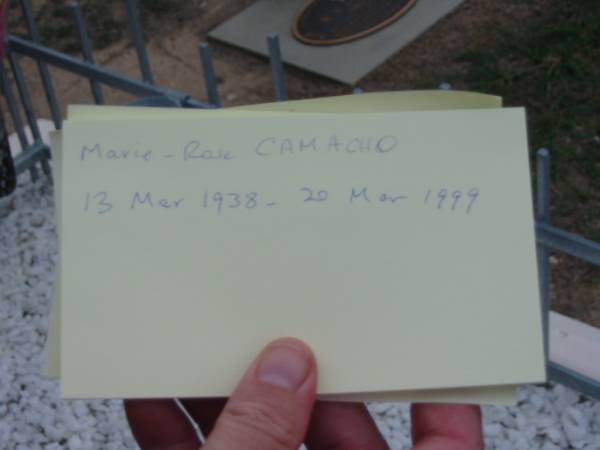 Marie-Rose CAMACHO
13 Mar 1938 - 20 Mar 1999